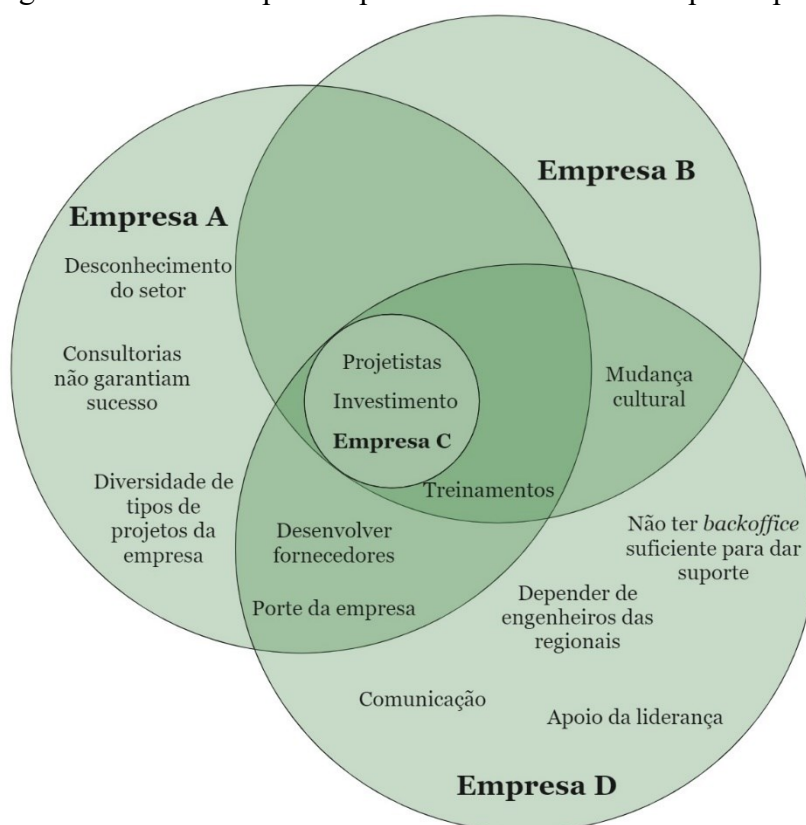 Empresa B
Empresa A
Desconhecimento
do setor
Consultorias
não garantiam
sucesso
Projetistas
Investimento
Empresa C
Mudança
cultural
Diversidade de
tipos de
projetos da
empresa
Treinamentos
Desenvolver
fornecedores
Porte da empresa
Não ter backoffice
suficiente para dar
suporte
Depender de
engenheiros das
regionais
Comunicação
Apoio da liderança
Empresa D